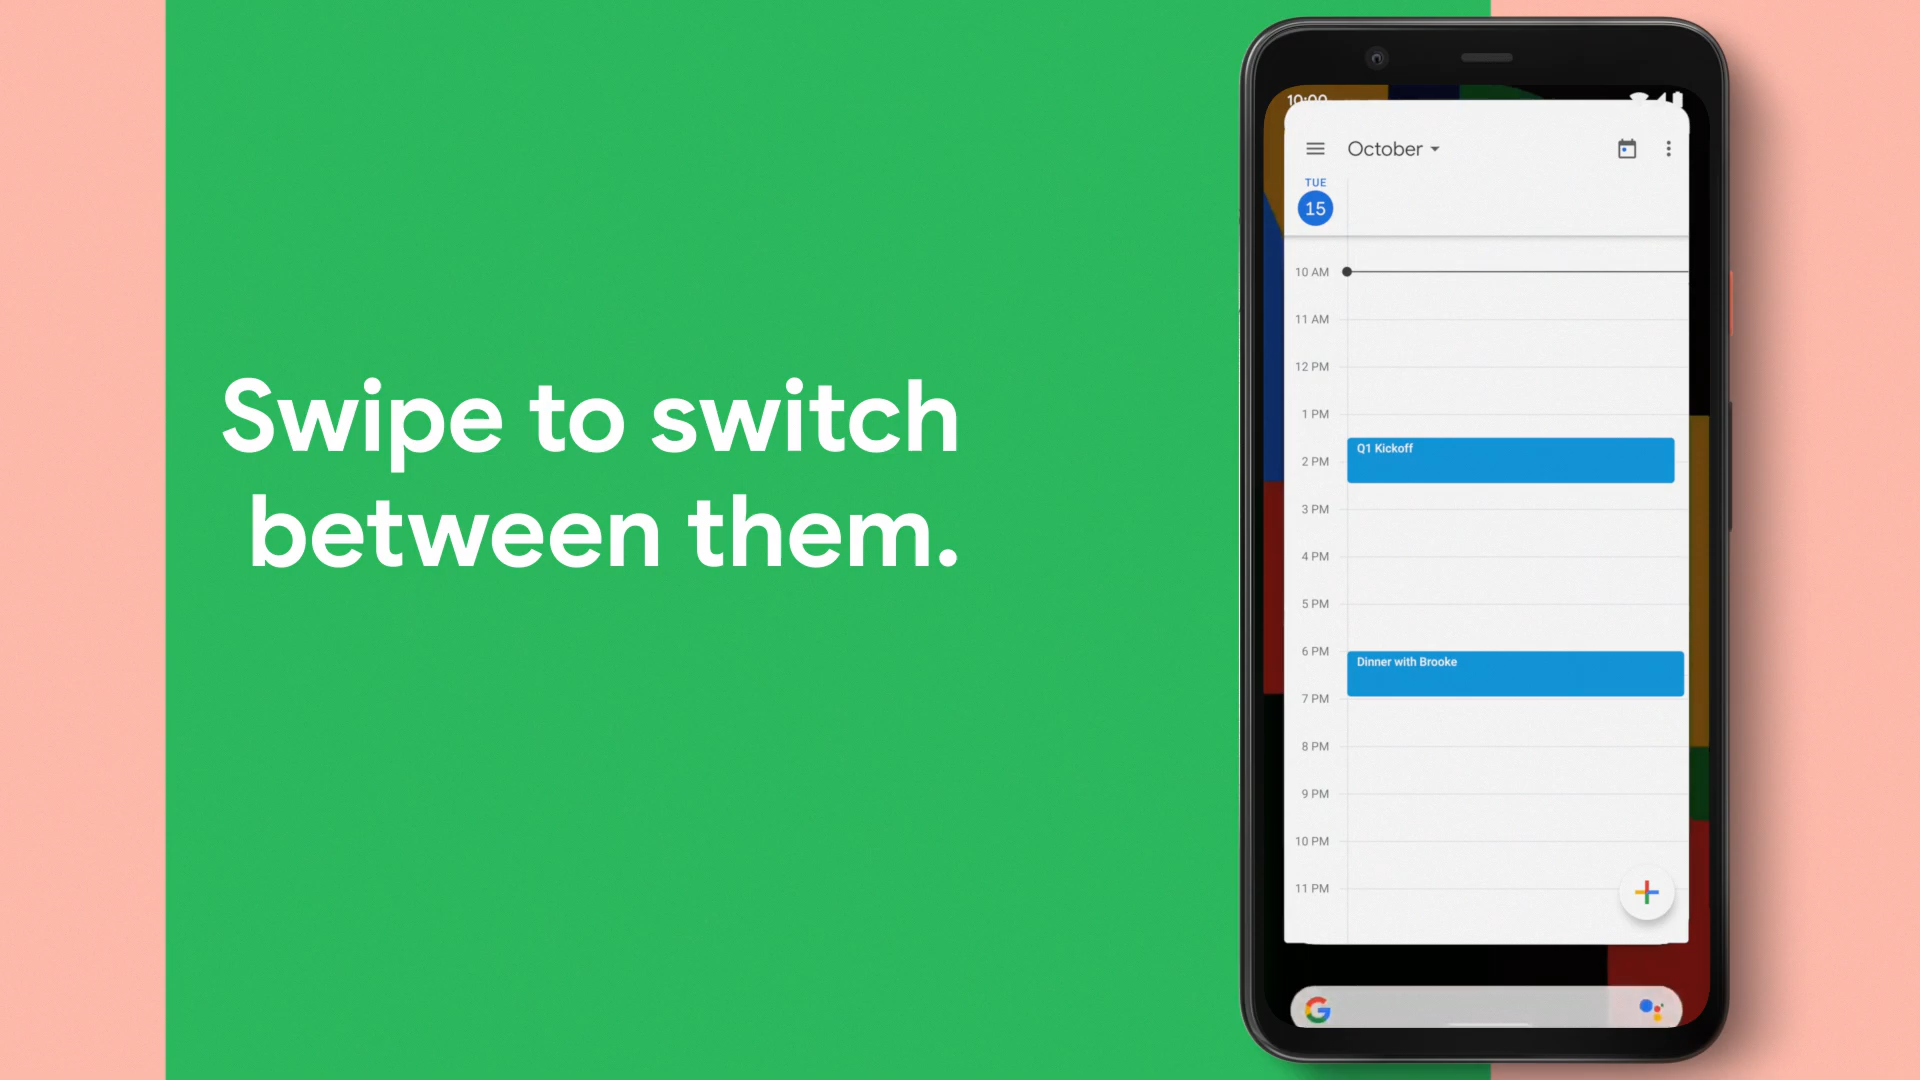 Swipe to switch
between them.
10:00
October
TUE
15
10 AM
11 AM
12 PM
1 PM
Q1 Kickoff
2 PM
3 PM
4 PM
5 PM
6 PM
Dinner with Brooke
7 PM
8 PM
9 PM
10 PM
11 PM